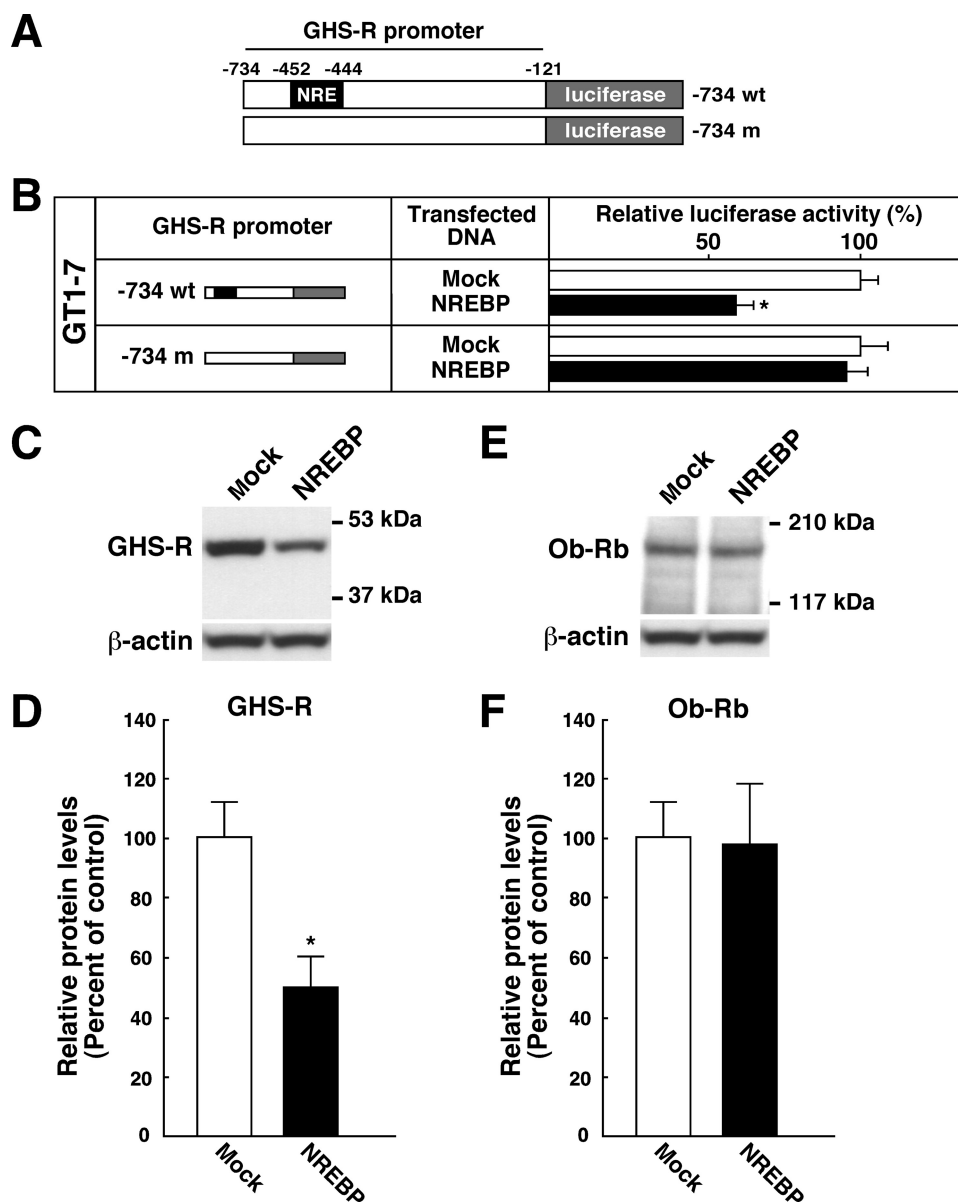 A
GHS-R promoter
-734 -452 -444 -121
NRE luciferase -734 wt
luciferase -734 m
B
GT1-7
GHS-R promoter
Transfected
DNA
Relative luciferase activity (%)
50 100
-734 wt
Mock
NREBP
*
-734 m
Mock
NREBP
C
Mock NREBP
GHS-R
53 kDa
37 kDa
β-actin
E
Mock NREBP
Ob-Rb
210 kDa
117 kDa
β-actin
D
GHS-R
Relative protein levels
(Percent of control)
140
120
100
80
60
40
20
0
*
Mock NREBP
F
Ob-Rb
Relative protein levels
(Percent of control)
140
120
100
80
60
40
20
0
Mock NREBP